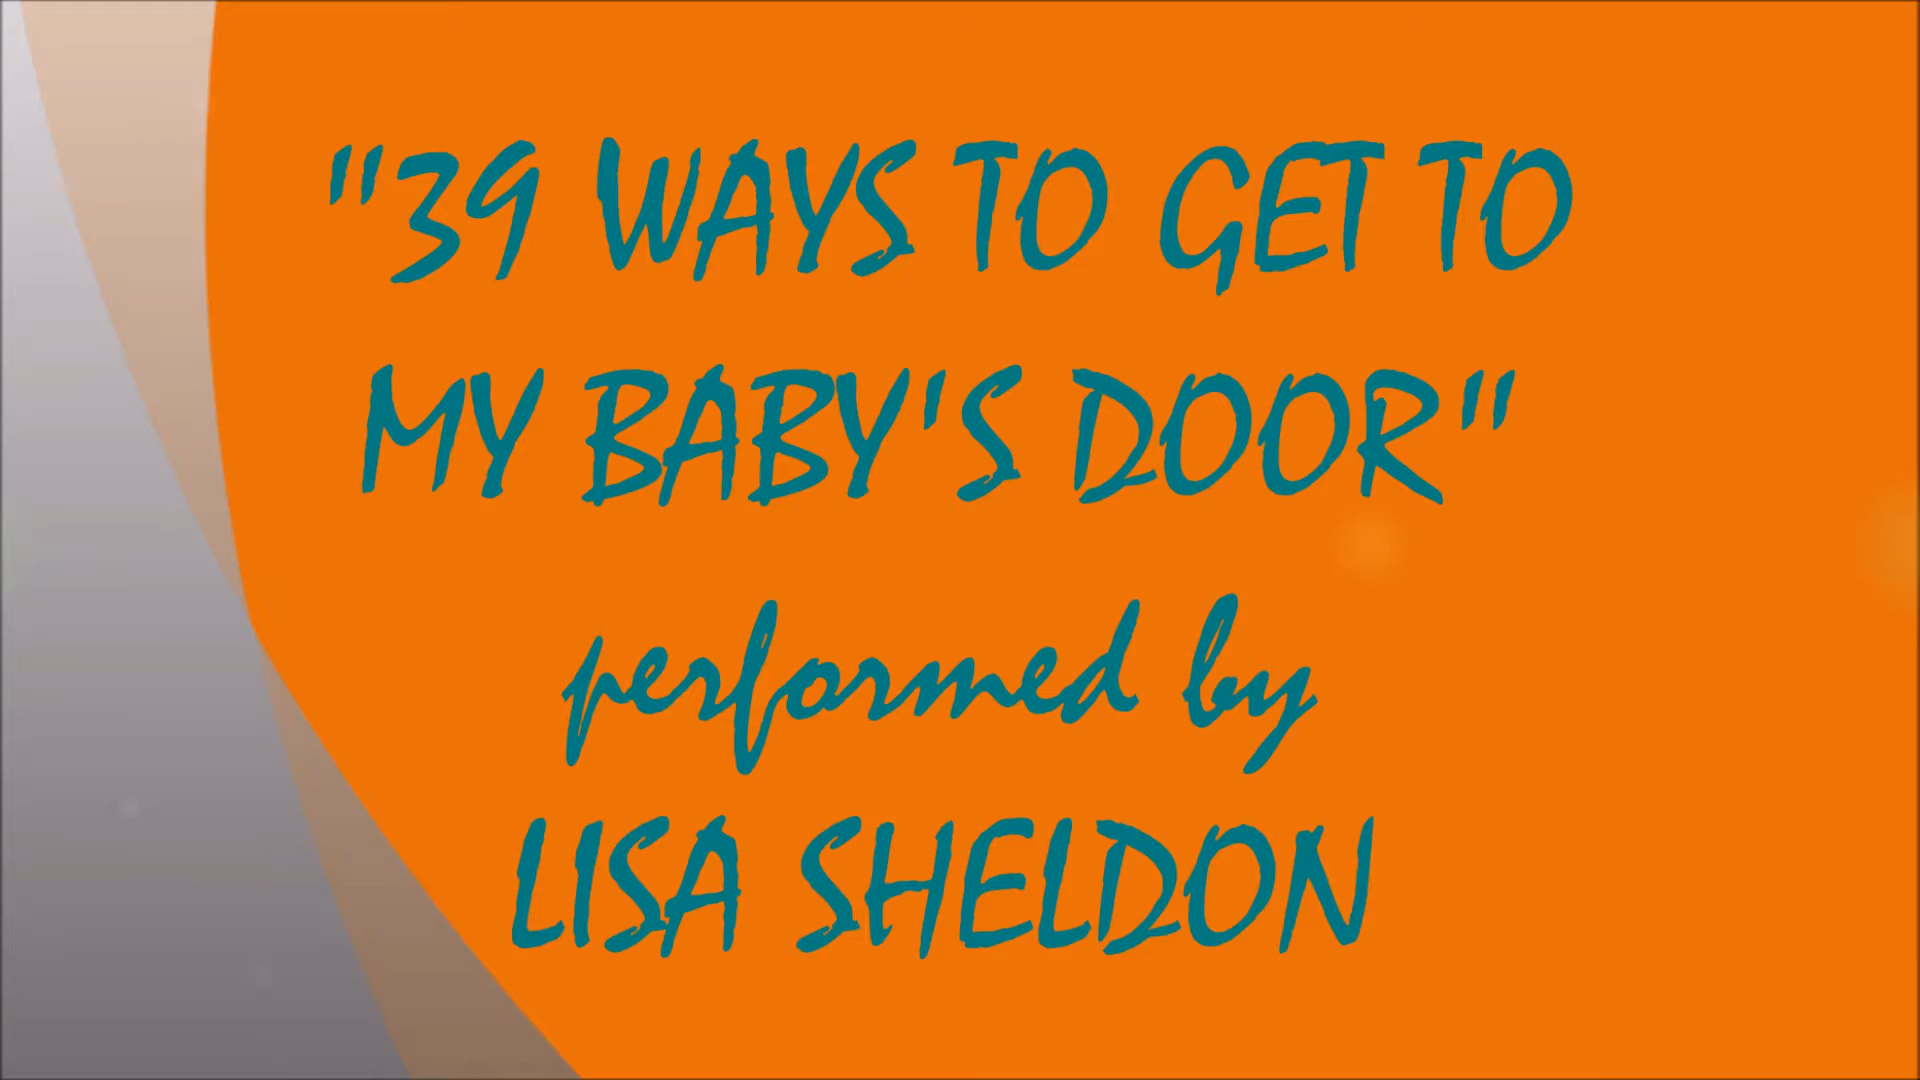 "39 WAYS TO GET TO
MY BABY'S DOOR"
performed by
LISA SHELDON